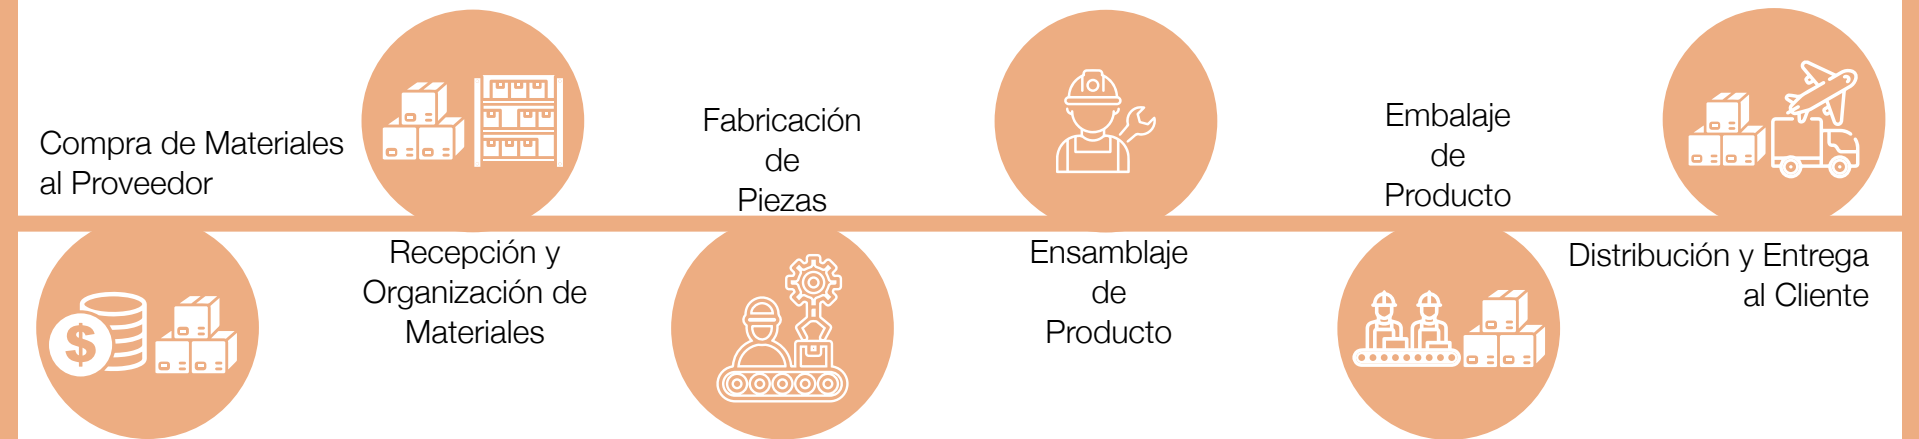 Compra de Materiales
al Proveedor
Recepción y
Organización de
Materiales
Fabricación
de
Piezas
Ensamblaje
de
Producto
Embalaje
de
Producto
Distribución y Entrega
al Cliente
$